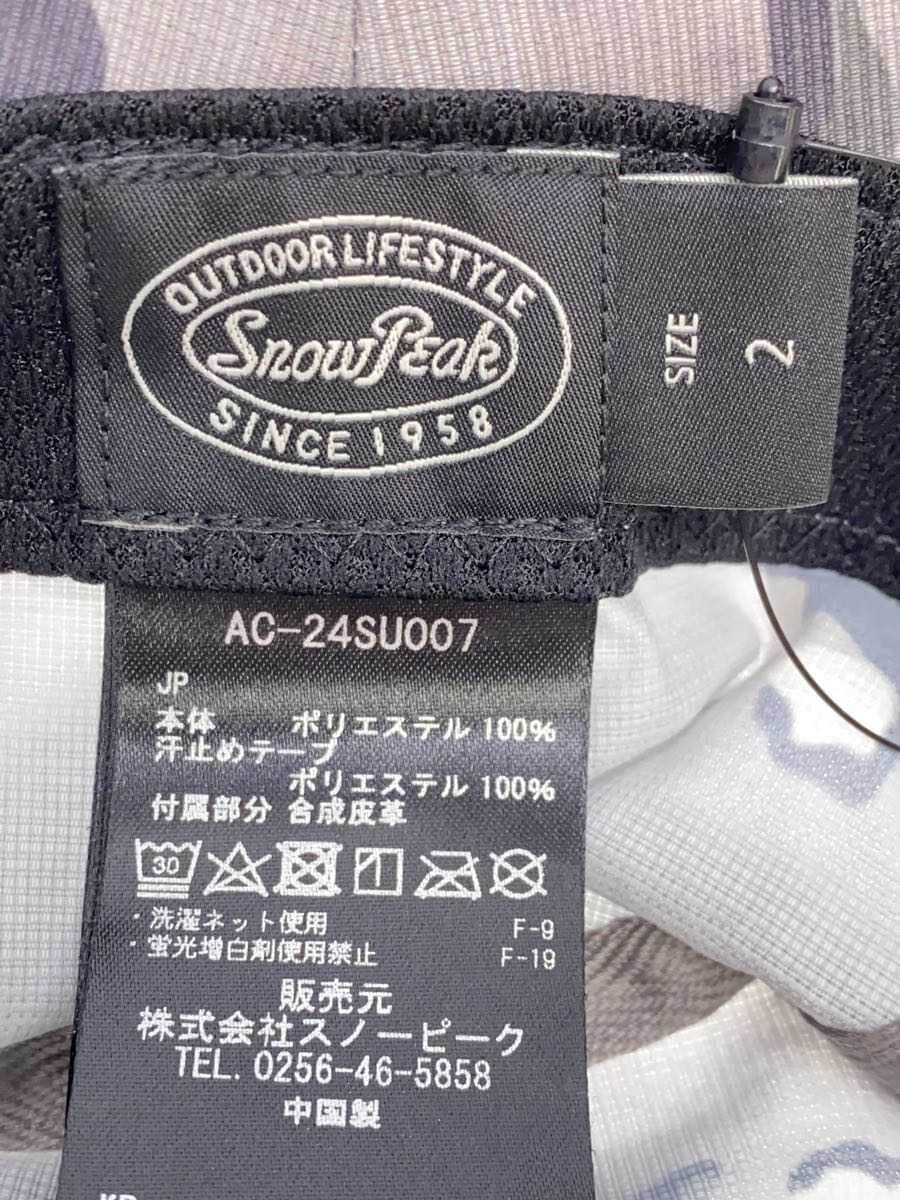 OUTDOOR LIFESTYLE
Snow Peak
SINCE 1958
SIZE
2
AC-24SU007
JP
本体 ポリエステル 100%
汗止めテープ
ポリエステル 100%
付属部分 合成皮革
30
・洗濯ネット使用 F-9
・蛍光増白剤使用禁止 F-19
販売元
株式会社スノーピーク
TEL. 0256-46-5858
中国製
KR